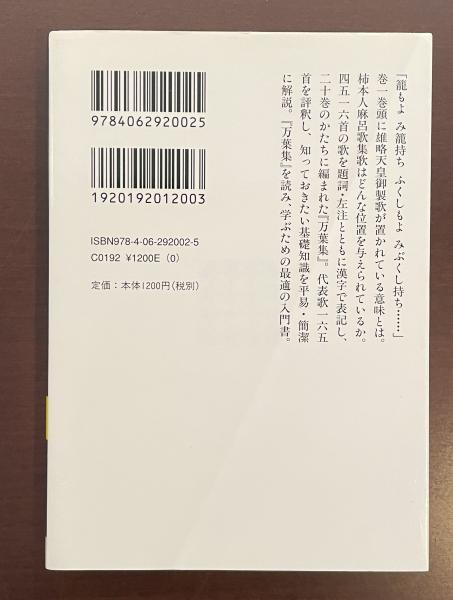 『籠もよ み籠持ち ふくしもよ みぶくし持ち……』
巻一巻頭に雄略天皇御製歌が置かれている意味とは。
柿本人麻呂歌集歌はどんな位置を与えられているか。
四五一六首の歌を題詞・左注とともに漢字で表記し、
二十巻のかたちに編まれた『万葉集』。代表歌一六五
首を評釈し、知っておきたい基礎知識を平易・簡潔
に解説。『万葉集』を読み、学ぶための最適の入門書。
9784062920025
1920192012003
ISBN978-4-06-292002-5
C0192 ¥1200E (0)
定価：本体1200円(税別)